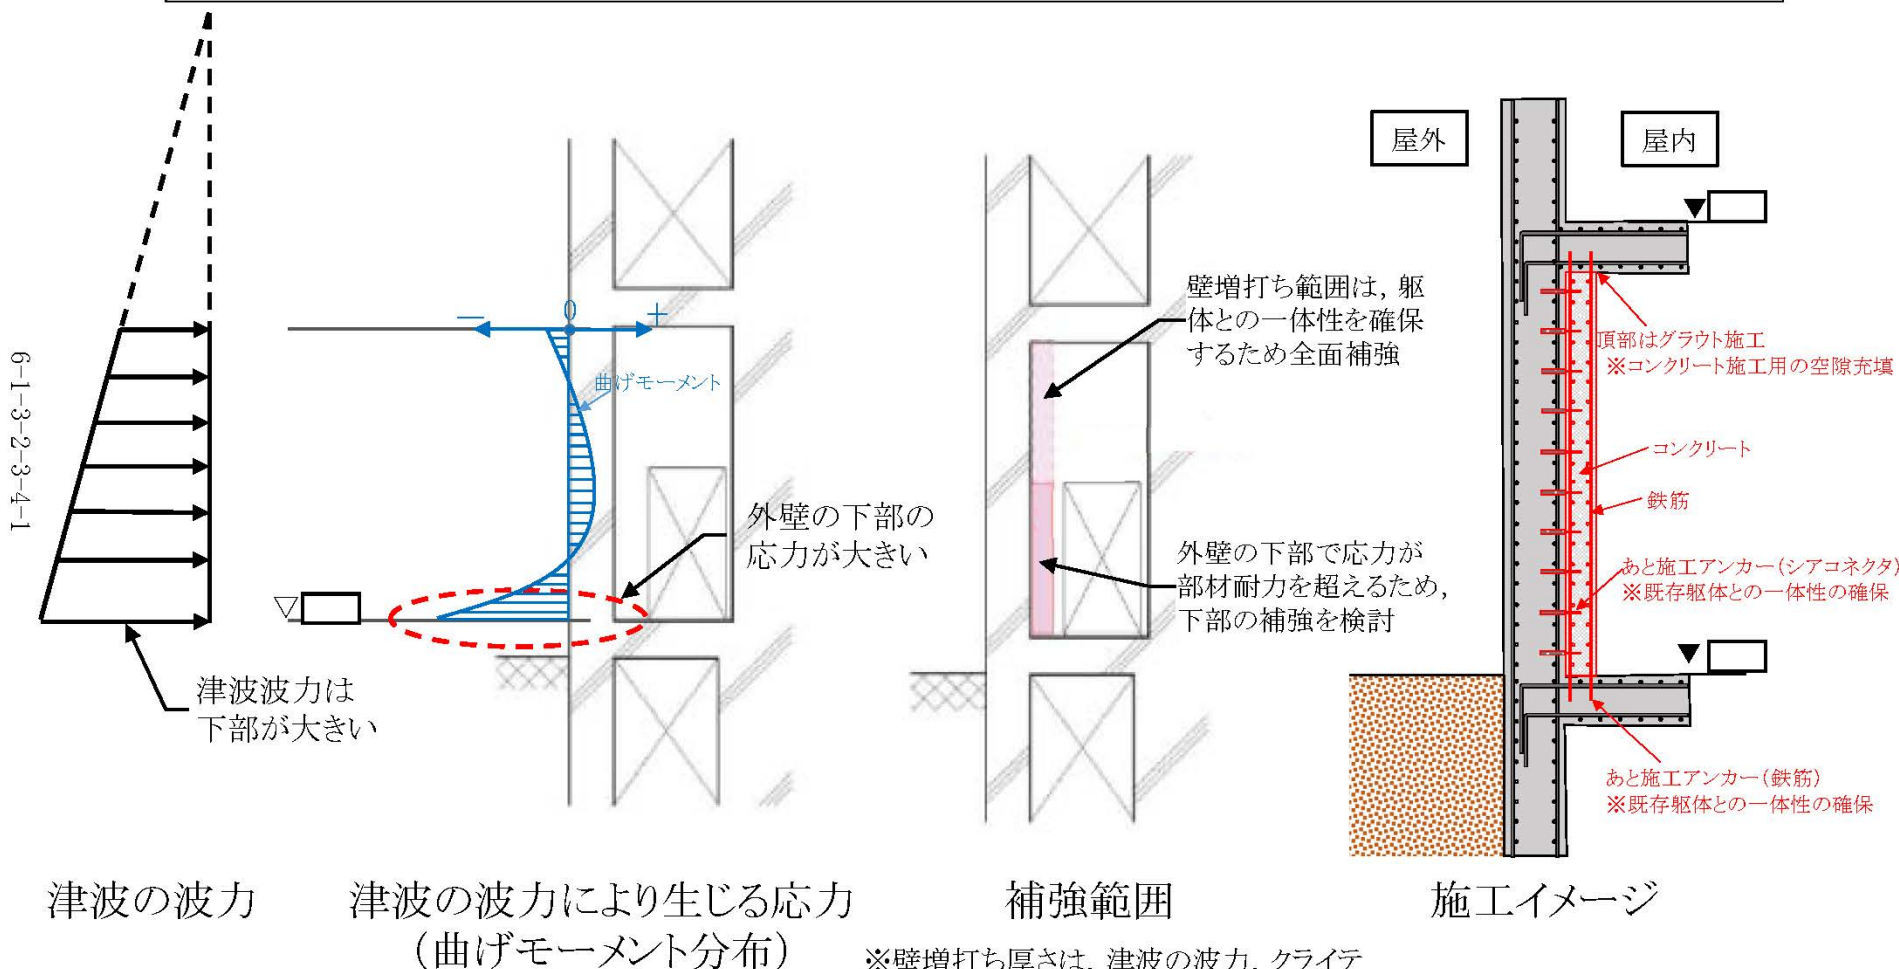 6-1-3-2-3-4-1
津波波力は
下部が大きい
津波の波力
－
0
＋
曲げモーメント
外壁の下部の
応力が大きい
▽
津波の波力により生じる応力
（曲げモーメント分布）
壁増打ち範囲は，躯
体との一体性を確保
するため全面補強
外壁の下部で応力が
部材耐力を超えるため，
下部の補強を検討
補強範囲
※壁増打ち厚さは，津波の波力，クライテ
屋外
屋内
▼
頂部はグラウト施工
※コンクリート施工用の空隙充填
コンクリート
鉄筋
あと施工アンカー（シアコネクタ）
※既存躯体との一体性の確保
▼
あと施工アンカー（鉄筋）
※既存躯体との一体性の確保
施工イメージ